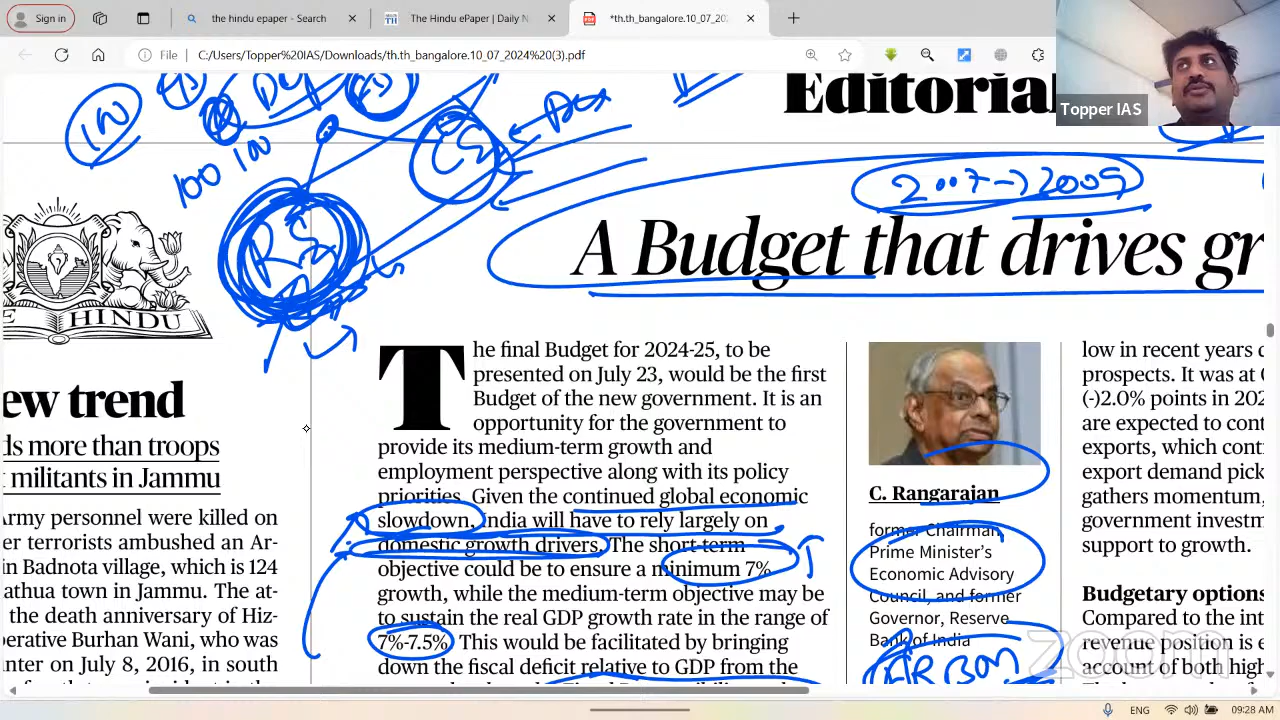 Sign in
the hindu epaper - Search
The Hindu ePaper | Daily N
*th.th_bangalore.10_07_202
File
C:/Users/Topper%20IAS/Downloads/th.th_bangalore.10_07_2024%20(3).pdf
Topper IAS
Editoria
100
100 100
CE
RS
2007 → 2009
A Budget that drives gr
E HINDU
ew trend
ds more than troops
militants in Jammu
Army personnel were killed on
er terrorists ambushed an Ar-
in Badnota village, which is 124
athua town in Jammu. The at-
the death anniversary of Hiz-
perative Burhan Wani, who was
nter on July 8, 2016, in south
The final Budget for 2024-25, to be
presented on July 23, would be the first
Budget of the new government. It is an
opportunity for the government to
provide its medium-term growth and
employment perspective along with its policy
priorities. Given the continued global economic
slowdown, India will have to rely largely on
domestic growth drivers. The short-term
objective could be to ensure a minimum 7%
growth, while the medium-term objective may be
to sustain the real GDP growth rate in the range of
7%-7.5%. This would be facilitated by bringing
down the fiscal deficit relative to GDP from the
C. Rangarajan
former Chairman,
Prime Minister’s
Economic Advisory
Council, and former
Governor, Reserve
Bank of India
low in recent years
prospects. It was at
(-)2.0% points in 202
are expected to cont
exports, which conti
export demand pick
gathers momentum,
government investm
support to growth.
Budgetary options
Compared to the int
revenue position is e
account of both high
zoom
ENG
09:28 AM